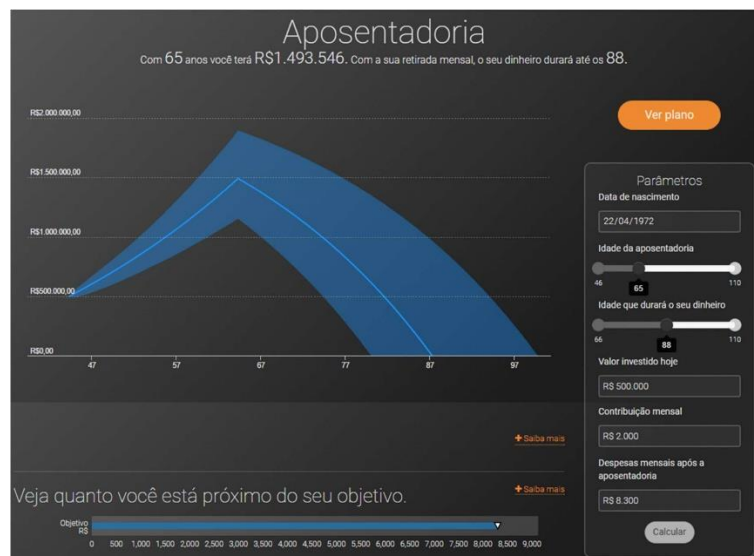 Aposentadoria
Com 65 anos você terá R$1.493.546. Com a sua retirada mensal, o seu dinheiro durará até os 88.
R$2.000.000,00
R$1.500.000,00
R$1.000.000,00
R$500.000,00
R$0,00
47 57 67 77 87 97
Saiba mais
Veja quanto você está próximo do seu objetivo.
Saiba mais
Objetivo
R$
0 500 1,000 1,500 2,000 2,500 3,000 3,500 4,000 4,500 5,000 5,500 6,000 6,500 7,000 7,500 8,000 8,500 9,000
Ver plano
Parâmetros
Data de nascimento
22/04/1972
Idade da aposentadoria
46 110
65
Idade que durará o seu dinheiro
66 110
88
Valor investido hoje
R$ 500.000
Contribuição mensal
R$ 2.000
Despesas mensais após a
aposentadoria
R$ 8.300
Calcular